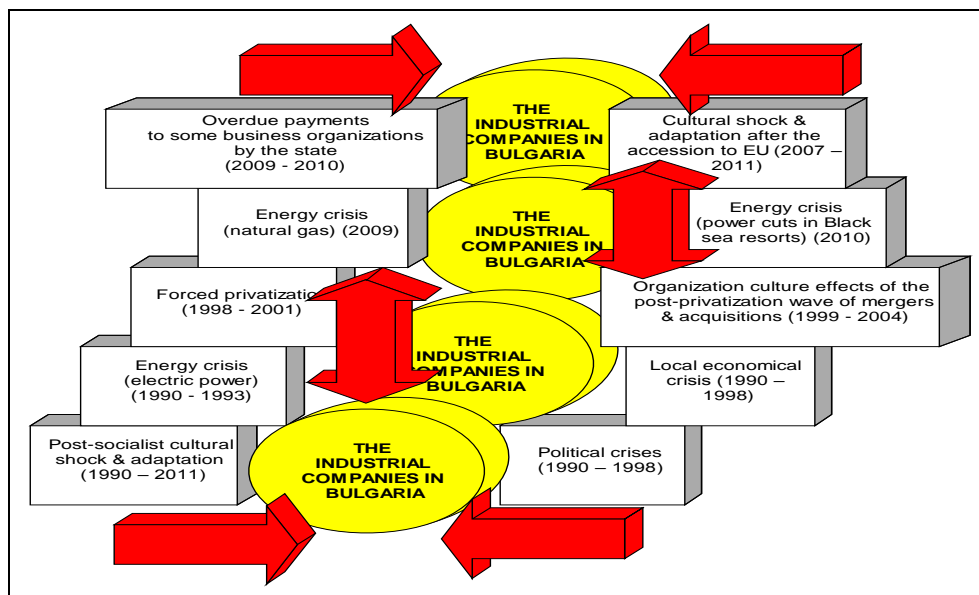 Overdue payments
to some business organizations
by the state
(2009 - 2010)
THE
INDUSTRIAL
COMPANIES IN
BULGARIA
Cultural shock &
adaptation after the
accession to EU (2007 –
2011)
Energy crisis
(natural gas) (2009)
THE
INDUSTRIAL
COMPANIES IN
BULGARIA
Energy crisis
(power cuts in Black
sea resorts) (2010)
Forced privatization
(1998 - 2001)
Organization culture effects of the
post-privatization wave of mergers
& acquisitions (1999 - 2004)
Energy crisis
(electric power)
(1990 - 1993)
THE
INDUSTRIAL
COMPANIES IN
BULGARIA
Local economical
crisis (1990 –
1998)
Post-socialist cultural
shock & adaptation
(1990 – 2011)
THE
INDUSTRIAL
COMPANIES IN
BULGARIA
Political crises
(1990 – 1998)